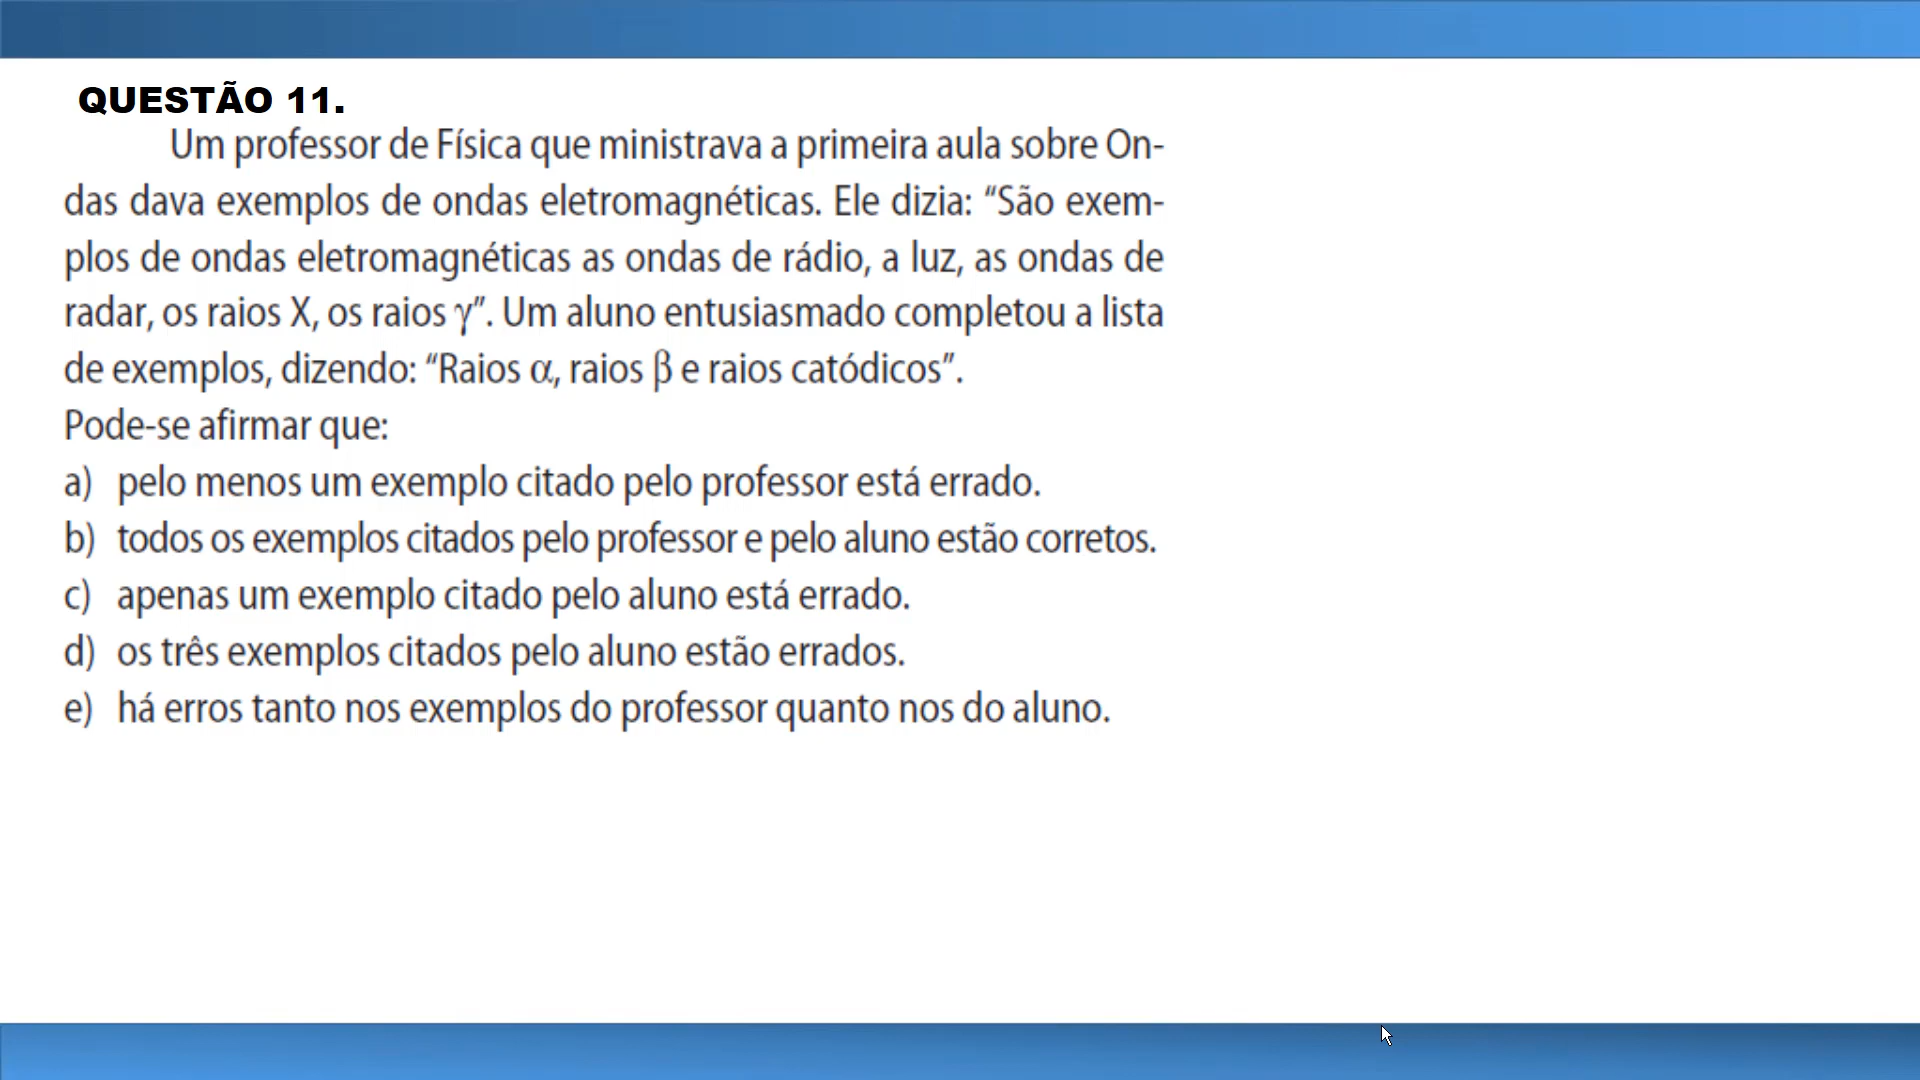 QUESTÃO 11.
Um professor de Física que ministrava a primeira aula sobre On-
das dava exemplos de ondas eletromagnéticas. Ele dizia: “São exem-
plos de ondas eletromagnéticas as ondas de rádio, a luz, as ondas de
radar, os raios X, os raios γ”. Um aluno entusiasmado completou a lista
de exemplos, dizendo: “Raios α, raios β e raios catódicos”.
Pode-se afirmar que:
a) pelo menos um exemplo citado pelo professor está errado.
b) todos os exemplos citados pelo professor e pelo aluno estão corretos.
c) apenas um exemplo citado pelo aluno está errado.
d) os três exemplos citados pelo aluno estão errados.
e) há erros tanto nos exemplos do professor quanto nos do aluno.